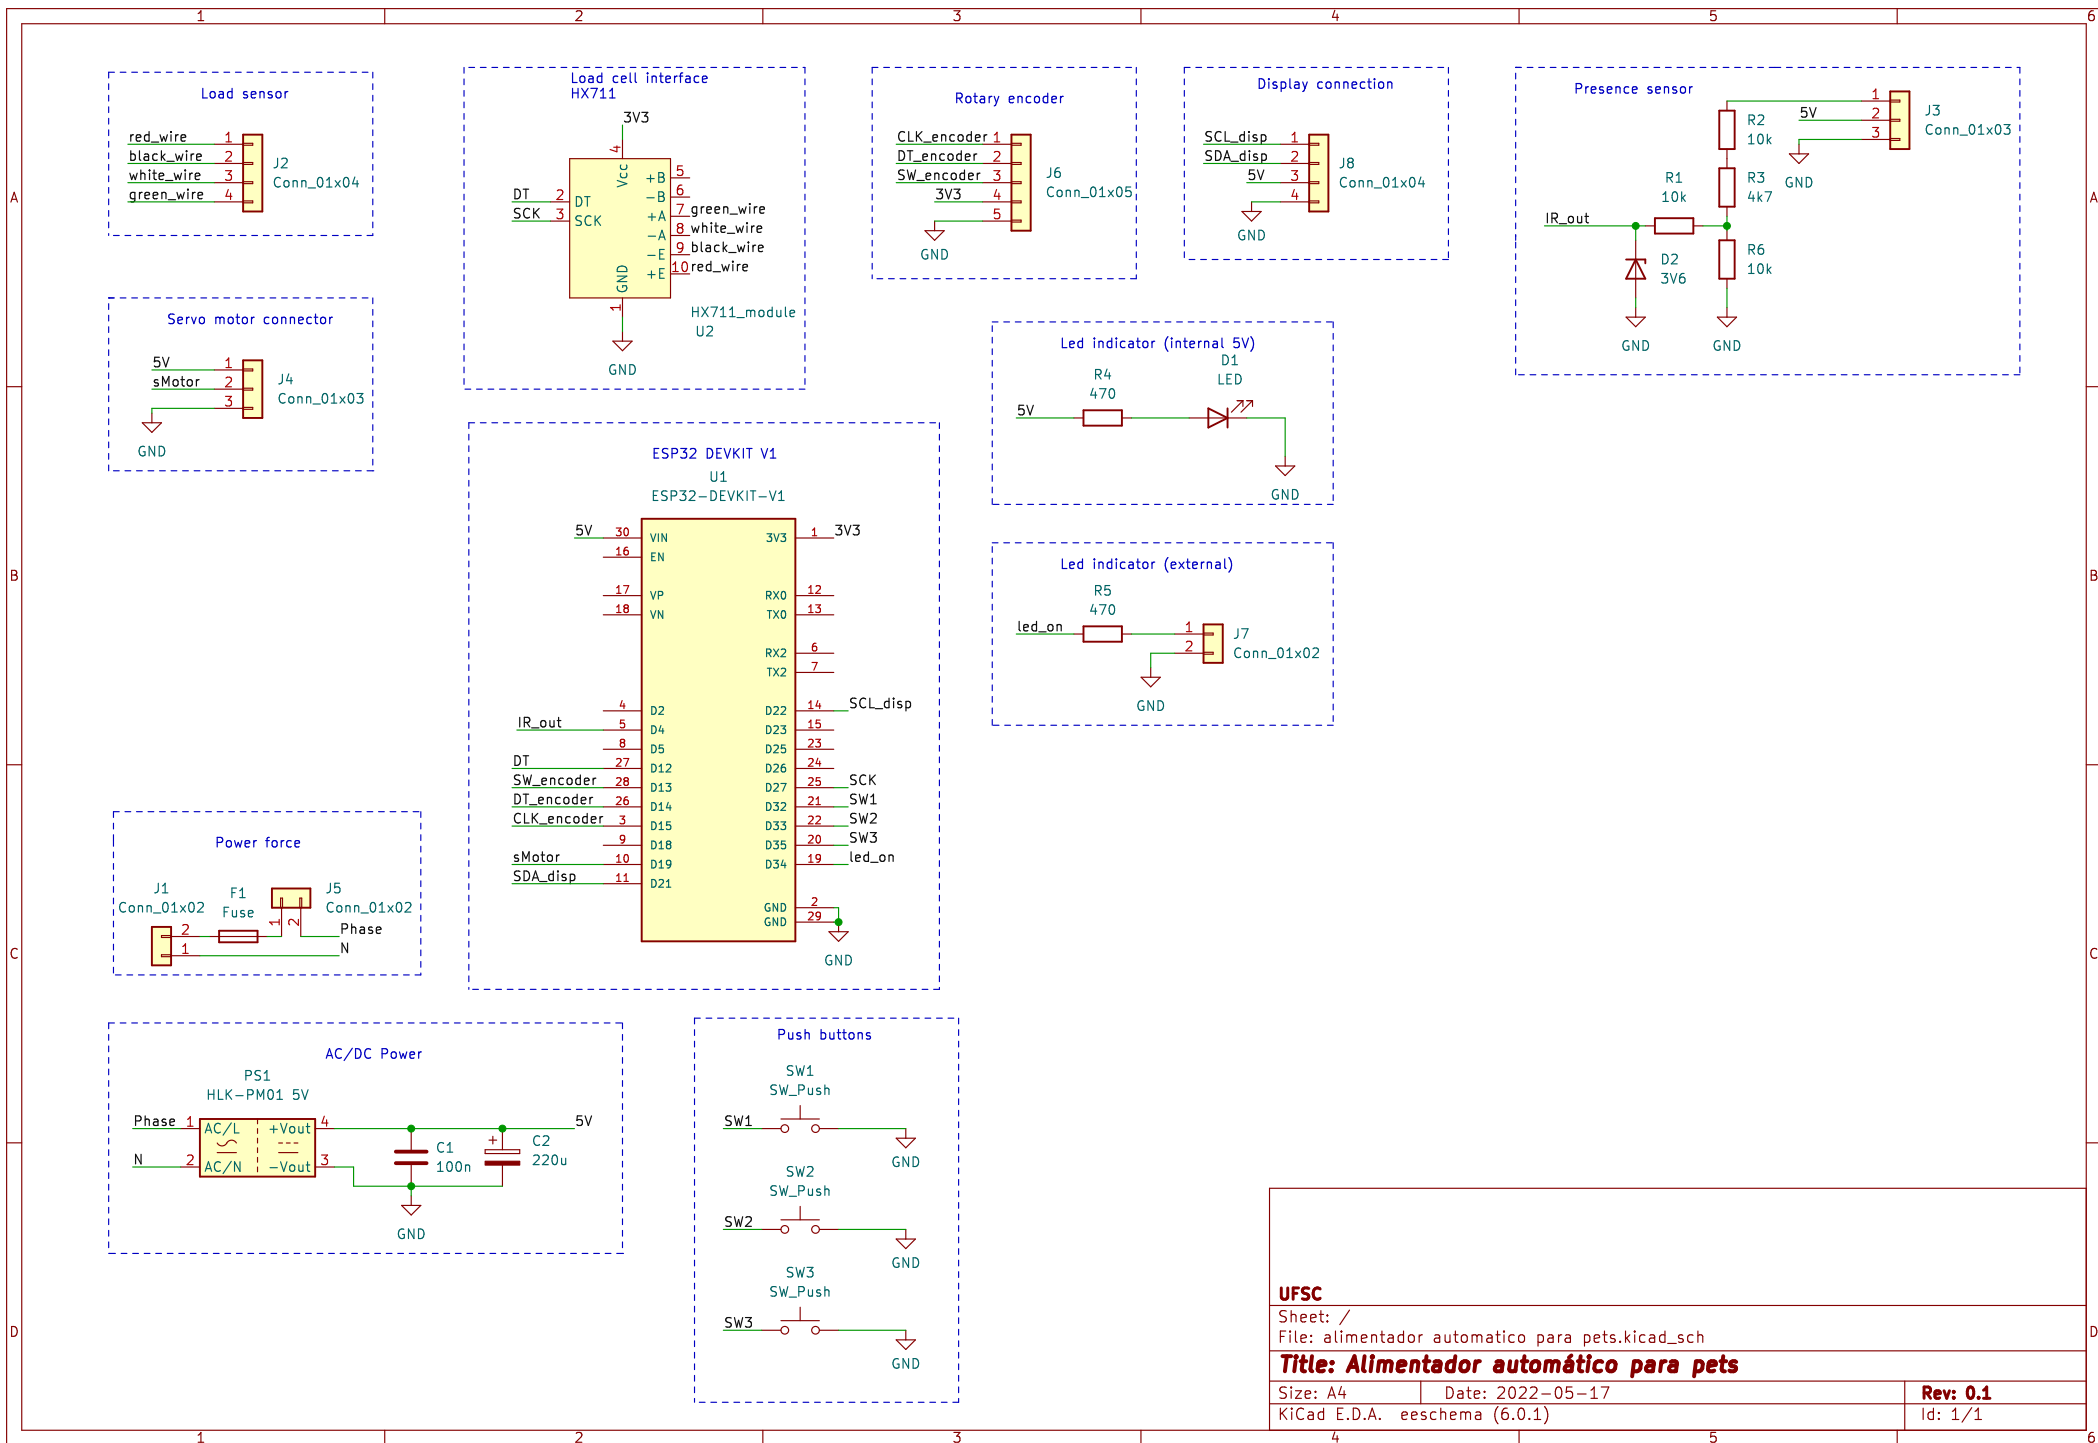 1 2 3 4 5 6
A
B
C
D
A
B
C
D
1 2 3 4 5 6
Load sensor
red_wire 1
black_wire 2
white_wire 3
green_wire 4
J2
Conn_01x04
Load cell interface
HX711
3V3
4
Vcc
DT 2 DT
SCK 3 SCK
+B 5
-B 6
+A 7 green_wire
-A 8 white_wire
-E 9 black_wire
+E 10 red_wire
GND
1
HX711_module
U2
GND
Rotary encoder
CLK_encoder 1
DT_encoder 2
SW_encoder 3
3V3 4
5
J6
Conn_01x05
GND
Display connection
SCL_disp 1
SDA_disp 2
5V 3
4
J8
Conn_01x04
GND
Presence sensor
1
5V 2
3
J3
Conn_01x03
GND
R2
10k
R3
4k7
R1
10k
IR_out
R6
10k
D2
3V6
GND
GND
Servo motor connector
5V 1
sMotor 2
3
J4
Conn_01x03
GND
Led indicator (internal 5V)
D1
LED
R4
470
5V
GND
Led indicator (external)
R5
470
led_on
1
2
J7
Conn_01x02
GND
ESP32 DEVKIT V1
U1
ESP32-DEVKIT-V1
5V 30 VIN 3V3 1 3V3
16 EN
17 VP RX0 12
18 VN TX0 13
RX2 6
TX2 7
4 D2 D22 14 SCL_disp
IR_out 5 D4 D23 15
8 D5 D25 23
DT 27 D12 D26 24
SW_encoder 28 D13 D27 25 SCK
DT_encoder 26 D14 D32 21 SW1
CLK_encoder 3 D15 D33 22 SW2
9 D18 D35 20 SW3
sMotor 10 D19 D34 19 led_on
SDA_disp 11 D21
GND 2
GND 29
GND
Power force
J1
Conn_01x02
F1
Fuse
J5
Conn_01x02
2
1
1
2
Phase
N
AC/DC Power
PS1
HLK-PM01 5V
Phase 1 AC/L +Vout 4
N 2 AC/N -Vout 3
5V
C1
100n
+
C2
220u
GND
Push buttons
SW1
SW_Push
SW1
GND
SW2
SW_Push
SW2
GND
SW3
SW_Push
SW3
GND
UFSC
Sheet: /
File: alimentador automatico para pets.kicad_sch
Title: Alimentador automático para pets
Size: A4 Date: 2022-05-17 Rev: 0.1
KiCad E.D.A. eeschema (6.0.1) Id: 1/1